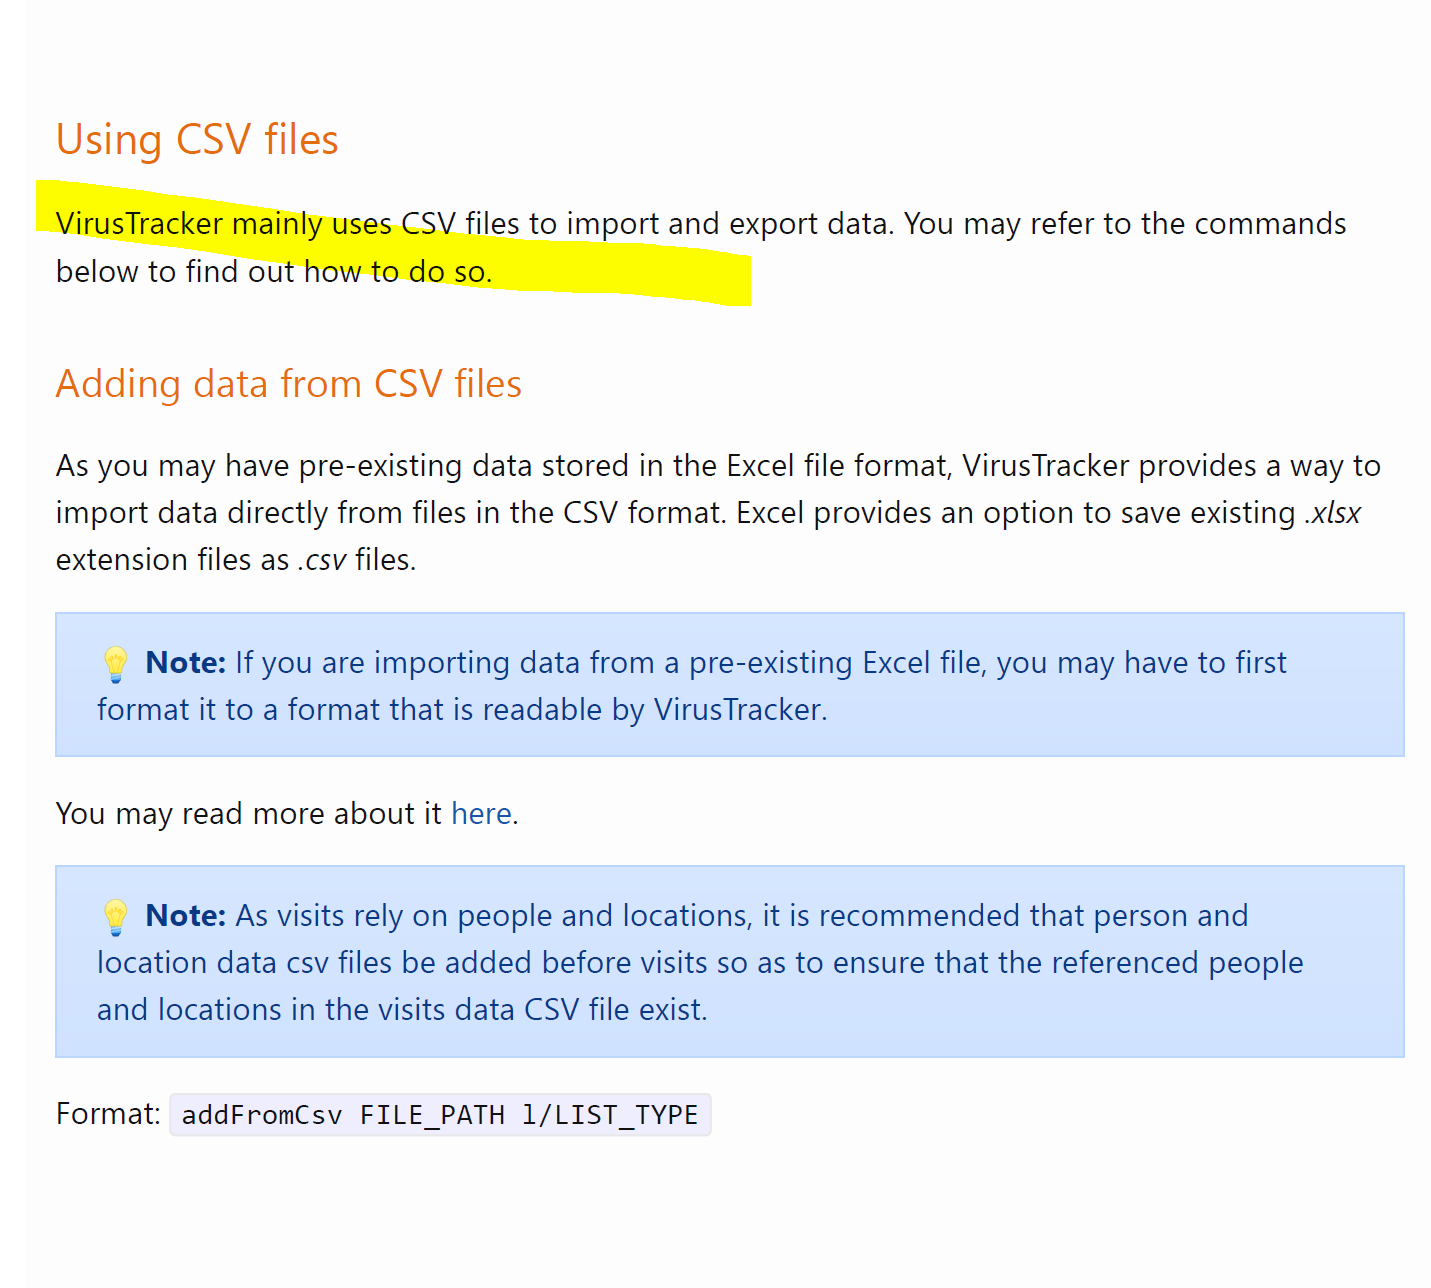 Using CSV files
VirusTracker mainly uses CSV files to import and export data. You may refer to the commands
below to find out how to do so.
Adding data from CSV files
As you may have pre-existing data stored in the Excel file format, VirusTracker provides a way to
import data directly from files in the CSV format. Excel provides an option to save existing .xlsx
extension files as .csv files.
Note: If you are importing data from a pre-existing Excel file, you may have to first
format it to a format that is readable by VirusTracker.
You may read more about it here.
Note: As visits rely on people and locations, it is recommended that person and
location data csv files be added before visits so as to ensure that the referenced people
and locations in the visits data CSV file exist.
Format: addFromCsv FILE_PATH l/LIST_TYPE